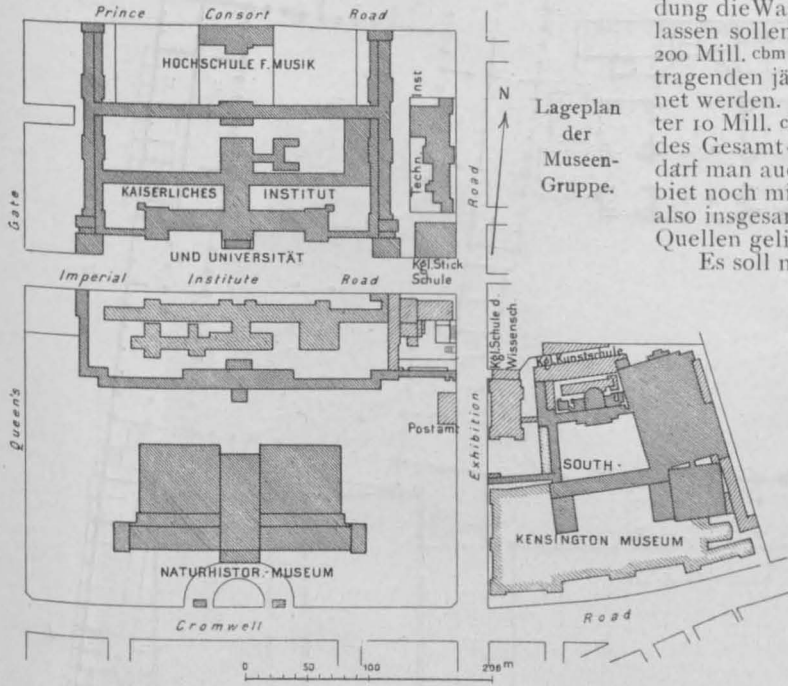 Prince Consort Road
HOCHSCHULE F. MUSIK
Techn. Inst
KAISERLICHES INSTITUT
UND UNIVERSITÄT
Kgl. Stick
Schule
Gate
Road
N
Lageplan
der
Museen-
Gruppe.
Imperial Institute Road
Kgl. Schule d.
Wissensch.
Kgl. Kunstschule
Queen's
Postamt
Exhibition
SOUTH-
KENSINGTON MUSEUM
NATURHISTOR.-MUSEUM
Cromwell Road
0 50 100 200 m
dung die Wa
lassen sollen
200 Mill. cbm
tragenden jä
net werden.
ter 10 Mill. c
des Gesamt-
darf man auc
biet noch mi
also insgesar
Quellen geli
Es soll n